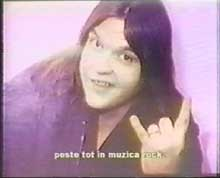 peste tot in muzica rock.